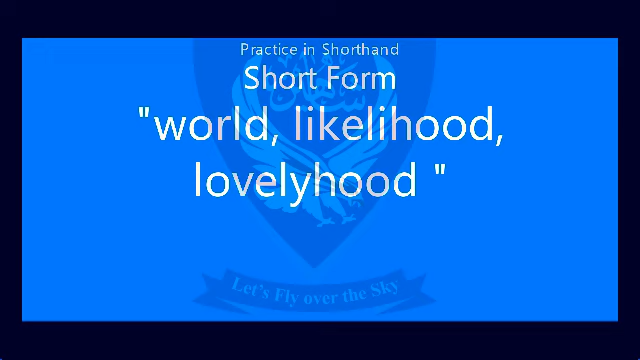 Practice in Shorthand
Short Form
"world, likelihood,
lovelyhood "
Let's Fly over the Sky